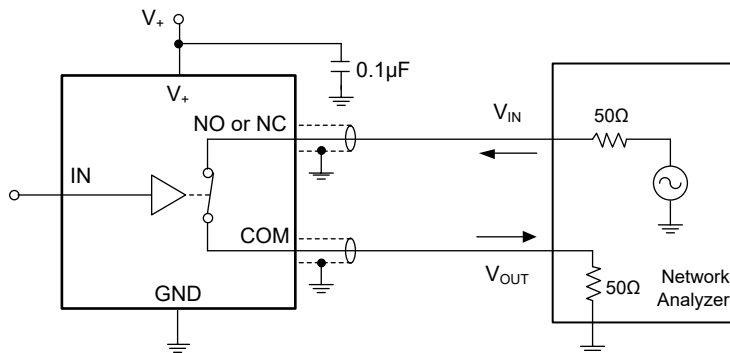 V+
0.1µF
V+
NO or NC
VIN
50Ω
IN
COM
VOUT
50Ω
Network
Analyzer
GND